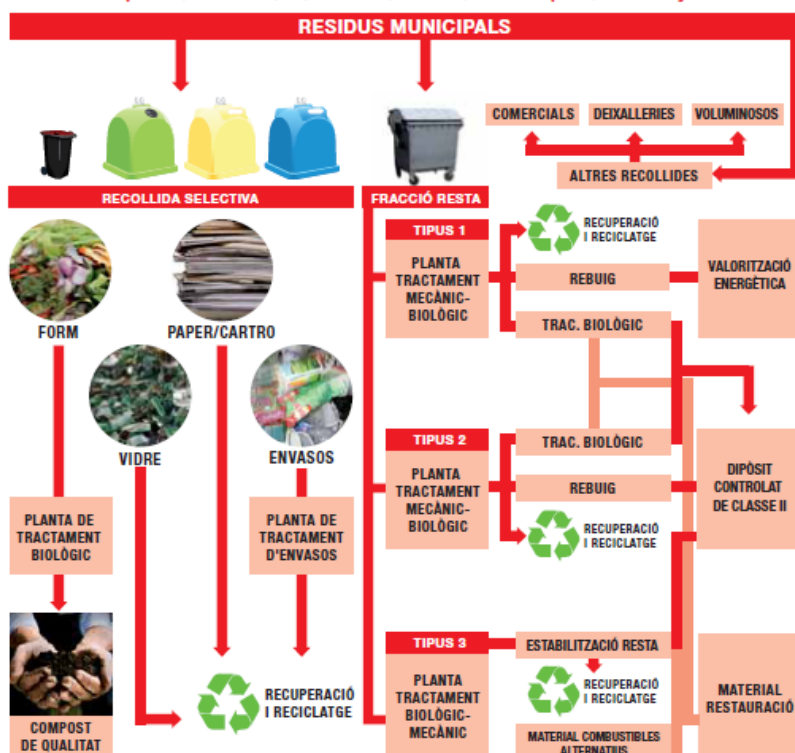 RESIDUS MUNICIPALS
COMERCIALS
DEIXALLERIES
VOLUMINOSOS
ALTRES RECOLLIDES
RECOLLIDA SELECTIVA
FRACCIÓ RESTA
FORM
PAPER/CARTRO
VIDRE
ENVASOS
PLANTA DE
TRACTAMENT
BIOLÒGIC
PLANTA DE
TRACTAMENT
D'ENVASOS
COMPOST
DE QUALITAT
RECUPERACIÓ
I RECICLATGE
TIPUS 1
PLANTA
TRACTAMENT
MECÀNIC-
BIOLÒGIC
RECUPERACIÓ
I RECICLATGE
REBUIG
TRAC. BIOLÒGIC
VALORITZACIÓ
ENERGÈTICA
TIPUS 2
PLANTA
TRACTAMENT
MECÀNIC-
BIOLÒGIC
TRAC. BIOLÒGIC
REBUIG
RECUPERACIÓ
I RECICLATGE
DIPÒSIT
CONTROLAT
DE CLASSE II
TIPUS 3
PLANTA
TRACTAMENT
BIOLÒGIC-
MECÀNIC
ESTABILITZACIÓ RESTA
RECUPERACIÓ
I RECICLATGE
MATERIAL COMBUSTIBLES
ALTERNATIUS
MATERIAL
RESTAURACIÓ